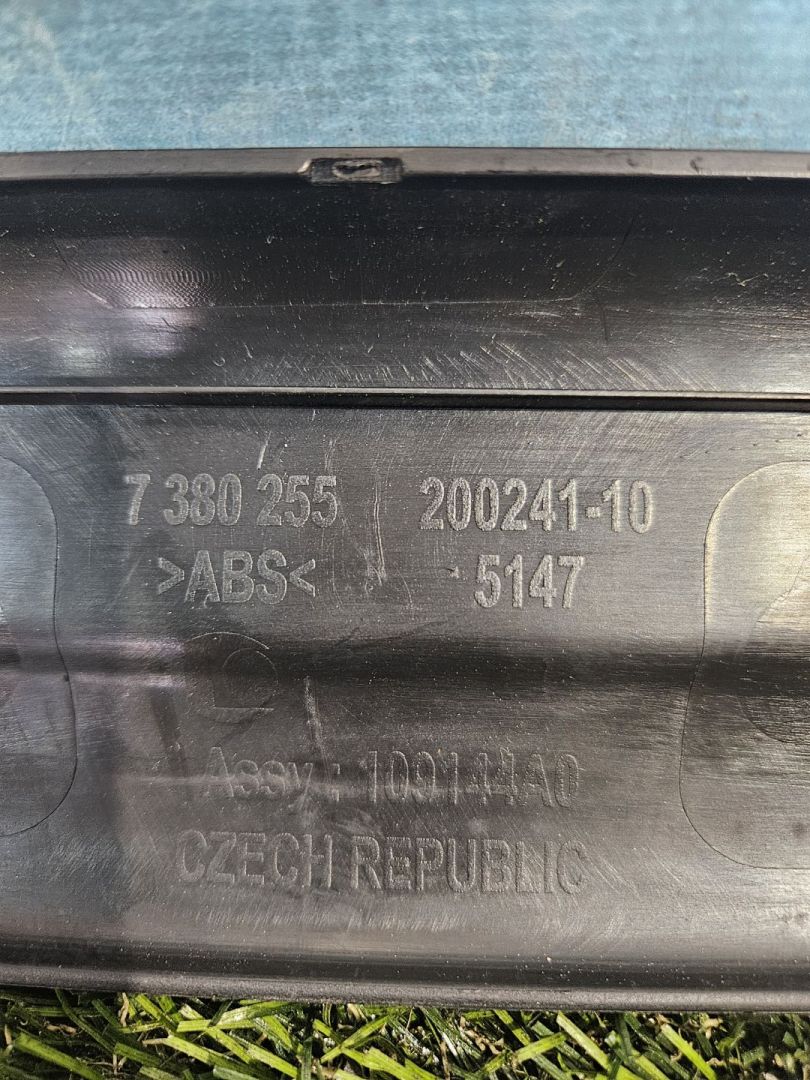 7 380 255 200241-10
>ABS< 5147
Assy : 109144A0
CZECH REPUBLIC